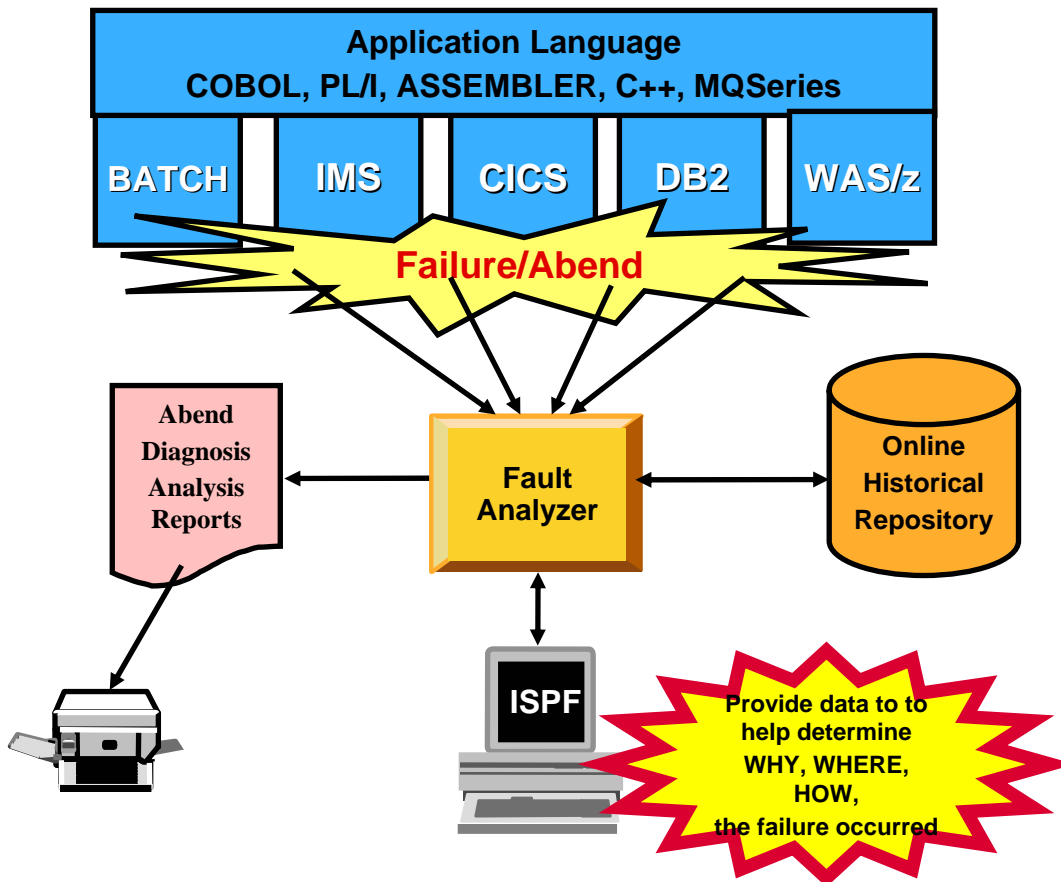 Application Language
COBOL, PL/I, ASSEMBLER, C++, MQSeries
BATCH
IMS
CICS
DB2
WAS/z
Failure/Abend
Abend
Diagnosis
Analysis
Reports
Fault
Analyzer
Online
Historical
Repository
ISPF
Provide data to to
help determine
WHY, WHERE,
HOW,
the failure occurred